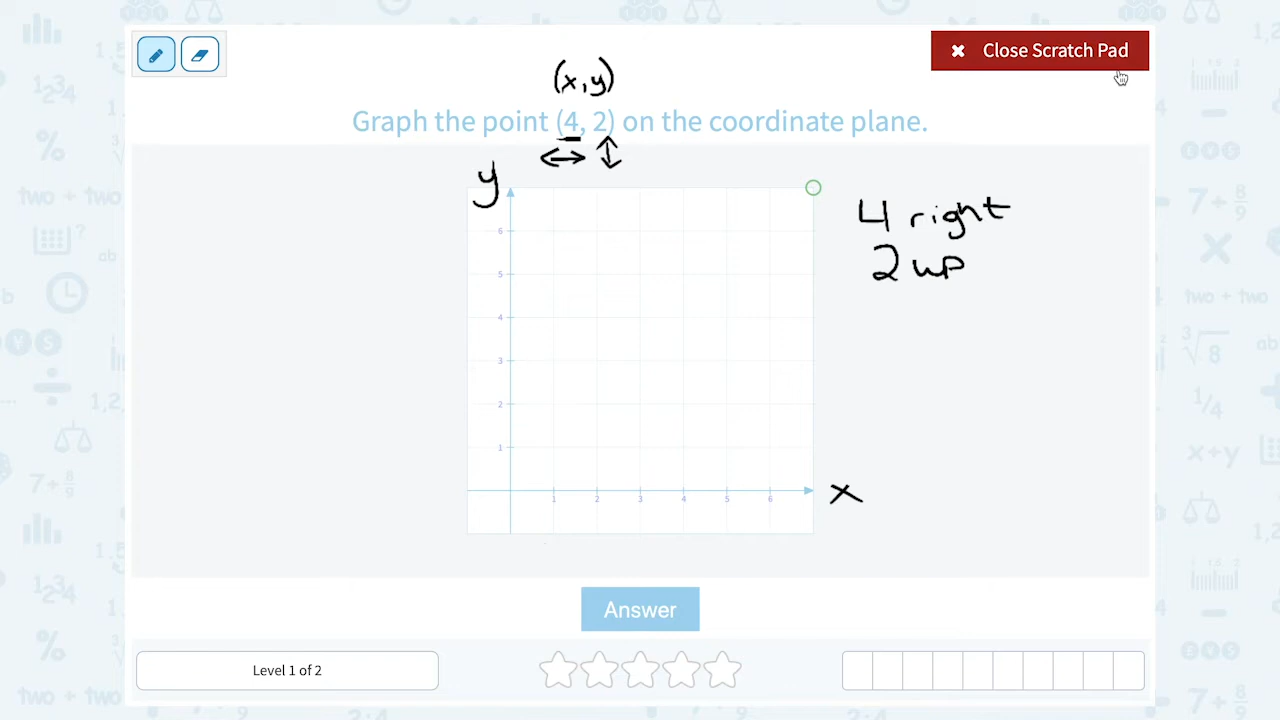 ✖ Close Scratch Pad
(x,y)
Graph the point (4, 2) on the coordinate plane.
y
4 right
2 up
6
5
4
3
2
1
1 2 3 4 5 6
x
Answer
Level 1 of 2